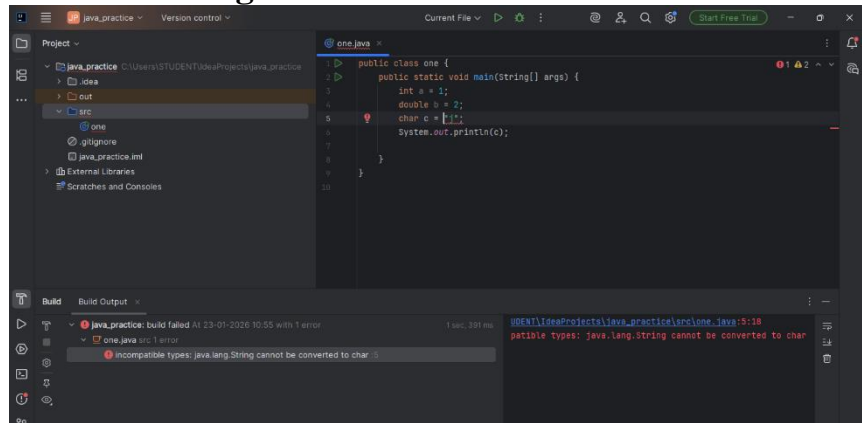 java_practice
Version control
Current File
Start Free Trial
Project
one.java
java_practice C:\Users\STUDENT\IdeaProjects\java_practice
.idea
out
src
one
.gitignore
java_practice.iml
External Libraries
Scratches and Consoles
1 public class one {
2 public static void main(String[] args) {
3 int a = 1;
4 double b = 2;
5 char c = "j";
6 System.out.println(c);
7
8 }
9 }
10
1 2
Build Build Output
java_practice: build failed At 23-01-2026 10:55 with 1 error 1 sec, 391 ms
one.java src 1 error
incompatible types: java.lang.String cannot be converted to char :5
UDENT\IdeaProjects\java_practice\src\one.java:5:18
patible types: java.lang.String cannot be converted to char